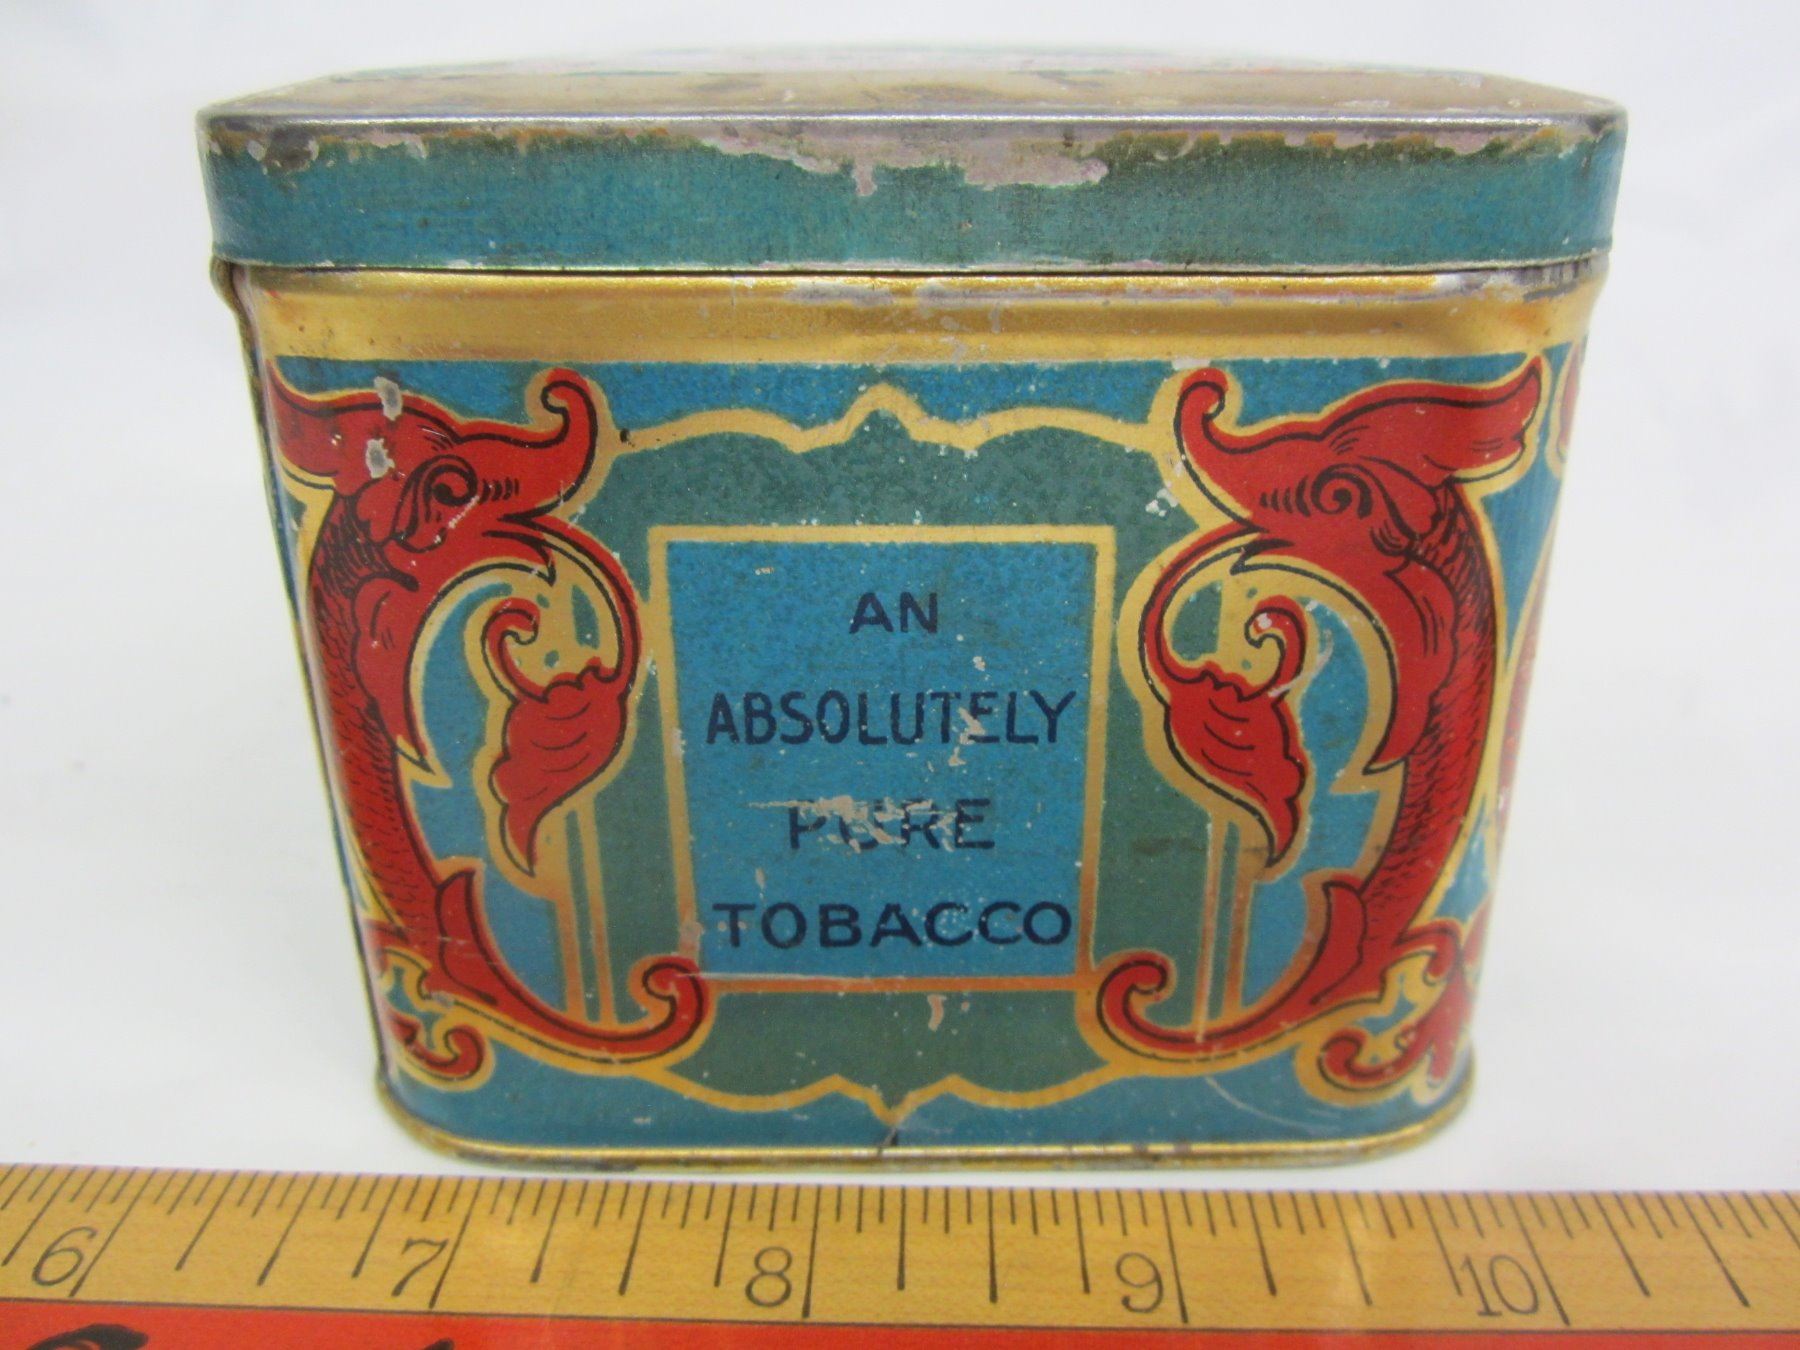 AN
ABSOLUTELY
PURE
TOBACCO
6 7 8 9 10